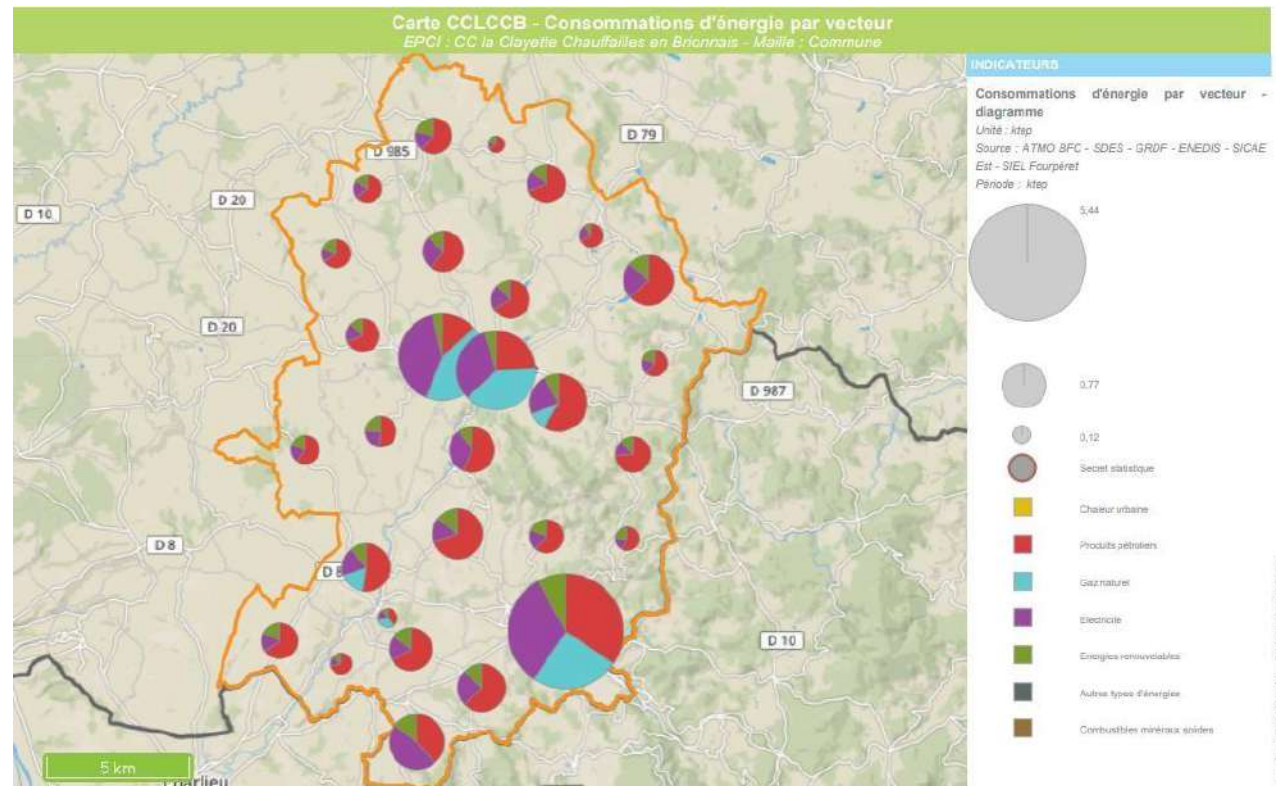 Carte CCLCCB - Consommations d'énergie par vecteur
EPCI : CC la Clayette Chauffailles en Brionnais - Maille : Commune
INDICATEURS
Consommations d'énergie par vecteur -
diagramme
Unité : ktep
Source : ATMO BFC - SDES - GRDF - ENEDIS - SICAE
Est - SIEL Fourpéret
Période : ktep
5,44
0,77
0,12
Secret statistique
Chaleur urbaine
Produits pétroliers
Gaz naturel
Electricité
Energies renouvelables
Autres types d'énergies
Combustibles minéraux solides
D 79
D 985
D 20
D 10
D 20
D 987
D 8
D 8
D 10
5 km
Charlieu